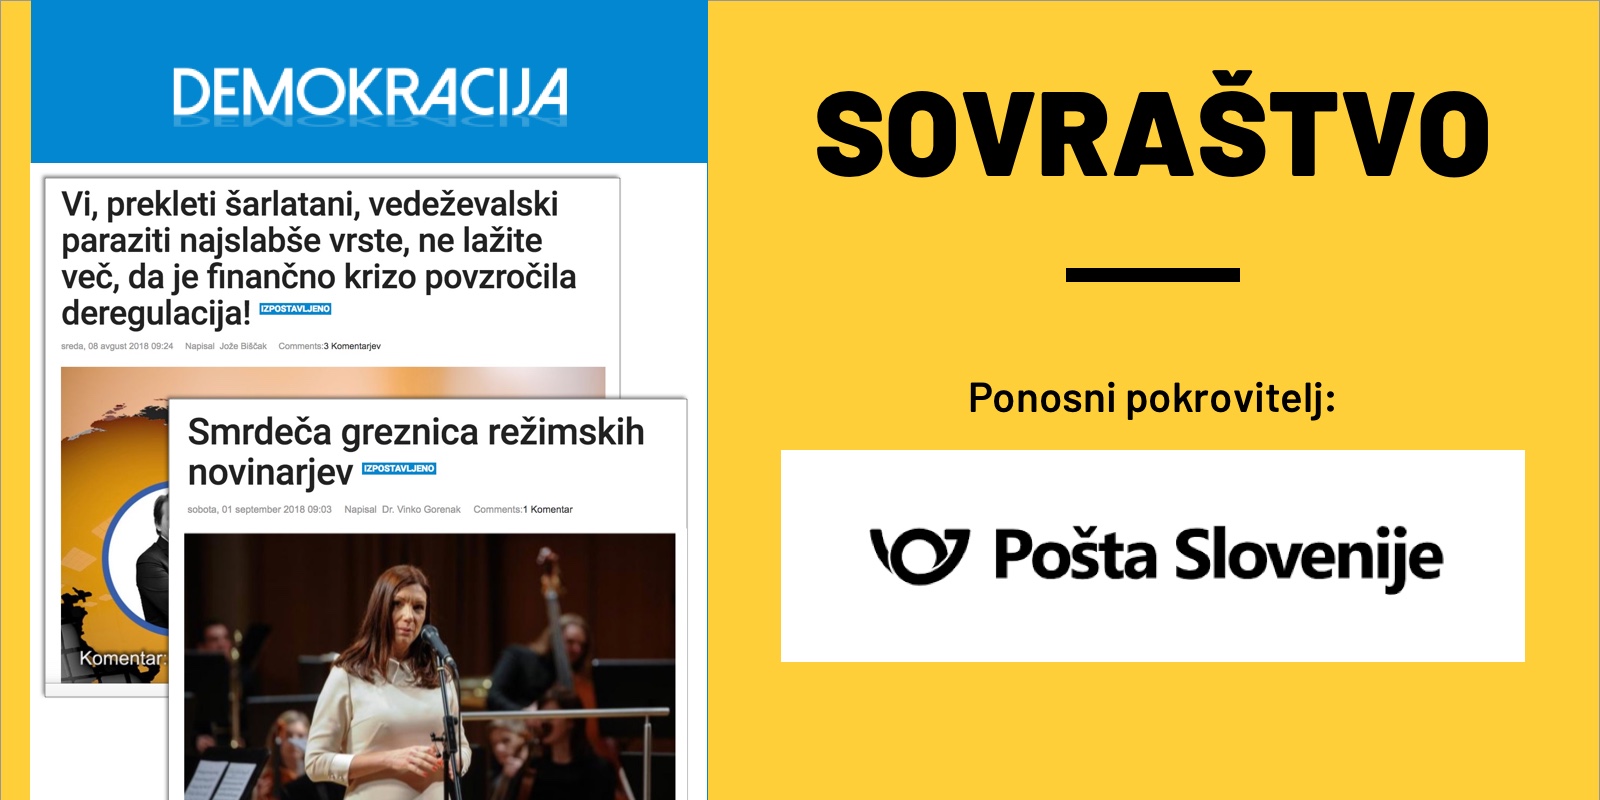 DEMOKRACIJA
Vi, prekleti šarlatani, vedeževalski
paraziti najslabše vrste, ne lažite
več, da je finančno krizo povzročila
deregulacija! IZPOSTAVLJENO
sreda, 08 avgust 2018 09:24 Napisal Jože Biščak Comments:3 Komentarjev
Komentar:
Smrdeča greznica režimskih
novinarjev IZPOSTAVLJENO
sobota, 01 september 2018 09:03 Napisal Dr. Vinko Gorenak Comments:1 Komentar
SOVRAŠTVO
Ponosni pokrovitelj:
Pošta Slovenije